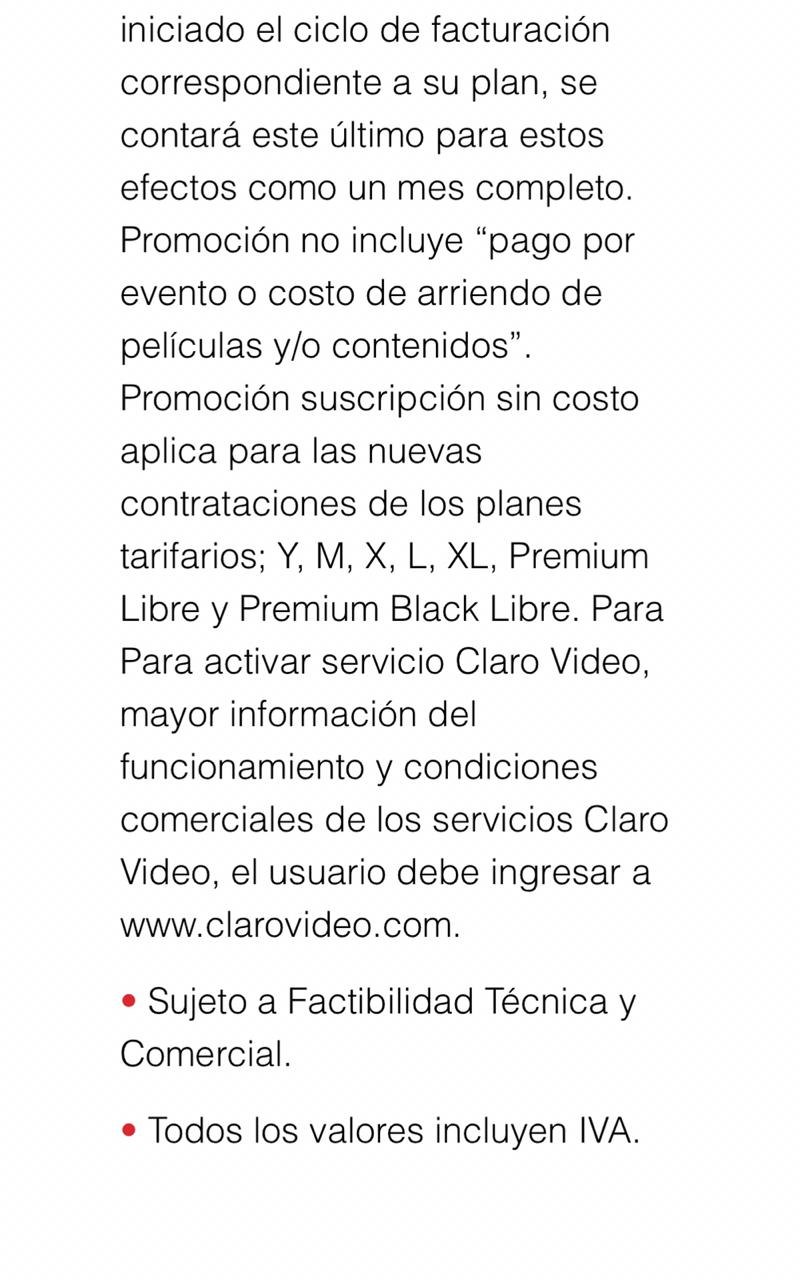 iniciado el ciclo de facturación
correspondiente a su plan, se
contará este último para estos
efectos como un mes completo.
Promoción no incluye “pago por
evento o costo de arriendo de
películas y/o contenidos”.
Promoción suscripción sin costo
aplica para las nuevas
contrataciones de los planes
tarifarios; Y, M, X, L, XL, Premium
Libre y Premium Black Libre. Para
Para activar servicio Claro Video,
mayor información del
funcionamiento y condiciones
comerciales de los servicios Claro
Video, el usuario debe ingresar a
www.clarovideo.com.
• Sujeto a Factibilidad Técnica y
Comercial.
• Todos los valores incluyen IVA.